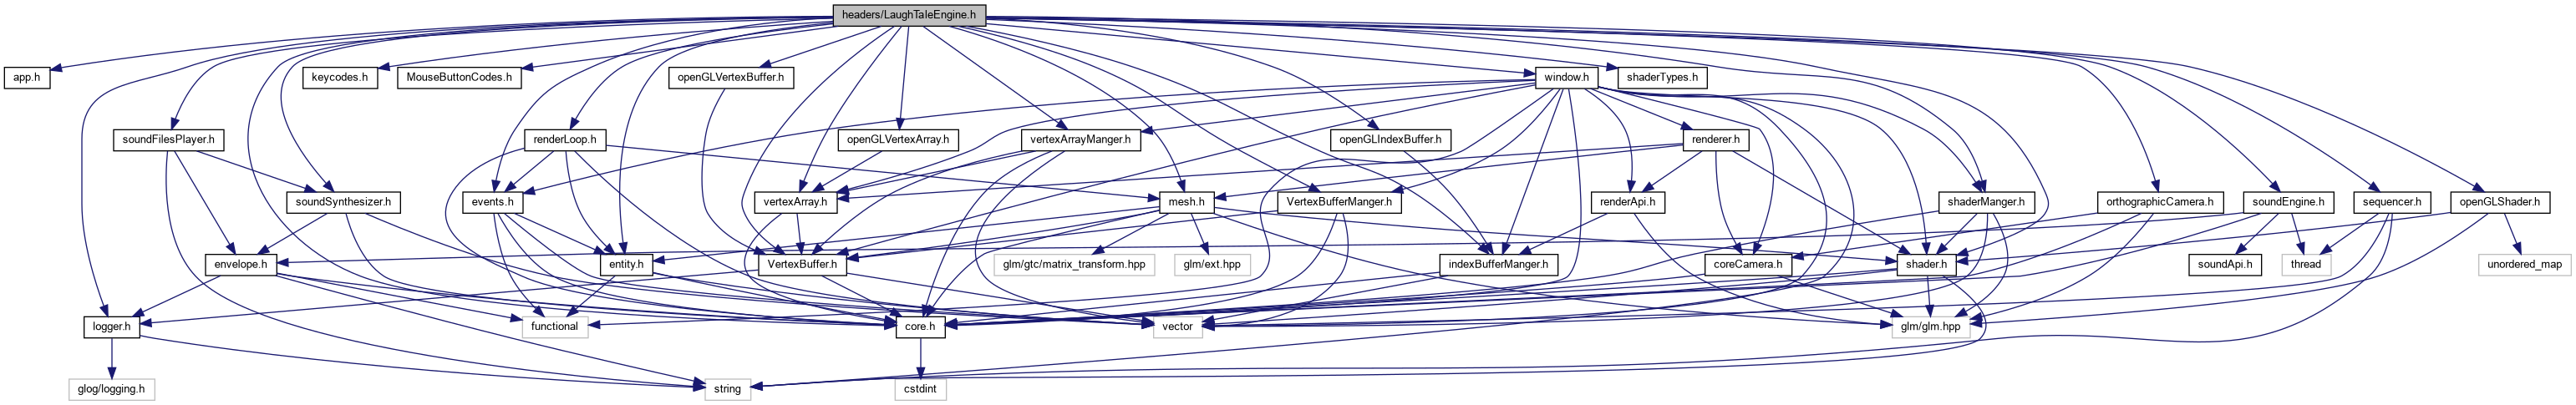 headers/LaughTaleEngine.h
app.h
keycodes.h
MouseButtonCodes.h
openGLVertexBuffer.h
window.h
shaderTypes.h
soundFilesPlayer.h
renderLoop.h
openGLVertexArray.h
vertexArrayManger.h
openGLIndexBuffer.h
renderer.h
soundSynthesizer.h
events.h
vertexArray.h
mesh.h
VertexBufferManger.h
renderApi.h
shaderManger.h
orthographicCamera.h
soundEngine.h
sequencer.h
openGLShader.h
envelope.h
entity.h
VertexBuffer.h
glm/gtc/matrix_transform.hpp
glm/ext.hpp
indexBufferManger.h
coreCamera.h
shader.h
soundApi.h
thread
unordered_map
logger.h
functional
core.h
vector
glm/glm.hpp
glog/logging.h
string
cstdint